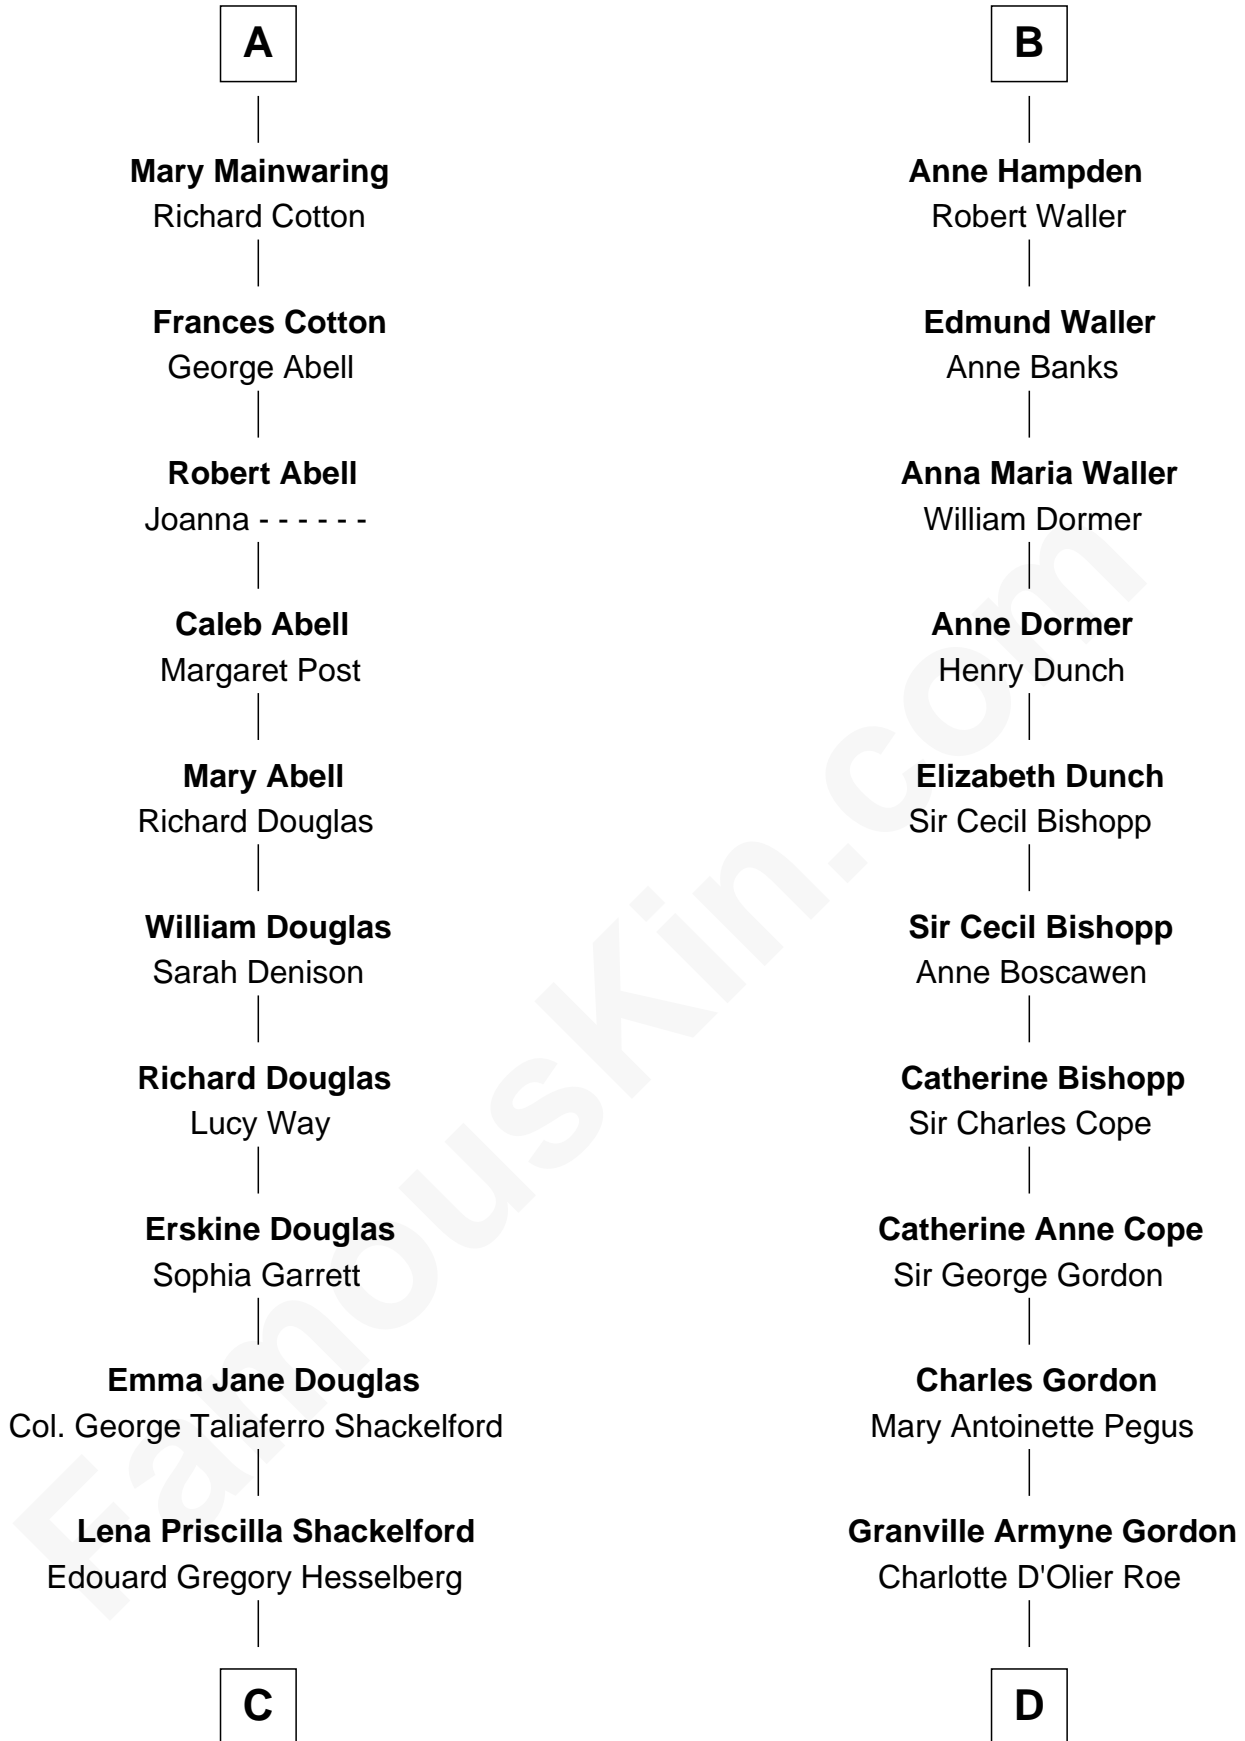 A
Mary Mainwaring
Richard Cotton
Frances Cotton
George Abell
Robert Abell
Joanna - - - - - -
Caleb Abell
Margaret Post
Mary Abell
Richard Douglas
William Douglas
Sarah Denison
Richard Douglas
Lucy Way
Erskine Douglas
Sophia Garrett
Emma Jane Douglas
Col. George Taliaferro Shackelford
Lena Priscilla Shackelford
Edouard Gregory Hesselberg
C
B
Anne Hampden
Robert Waller
Edmund Waller
Anne Banks
Anna Maria Waller
William Dormer
Anne Dormer
Henry Dunch
Elizabeth Dunch
Sir Cecil Bishopp
Sir Cecil Bishopp
Anne Boscawen
Catherine Bishopp
Sir Charles Cope
Catherine Anne Cope
Sir George Gordon
Charles Gordon
Mary Antoinette Pegus
Granville Armyne Gordon
Charlotte D'Olier Roe
D
FamousKin.com